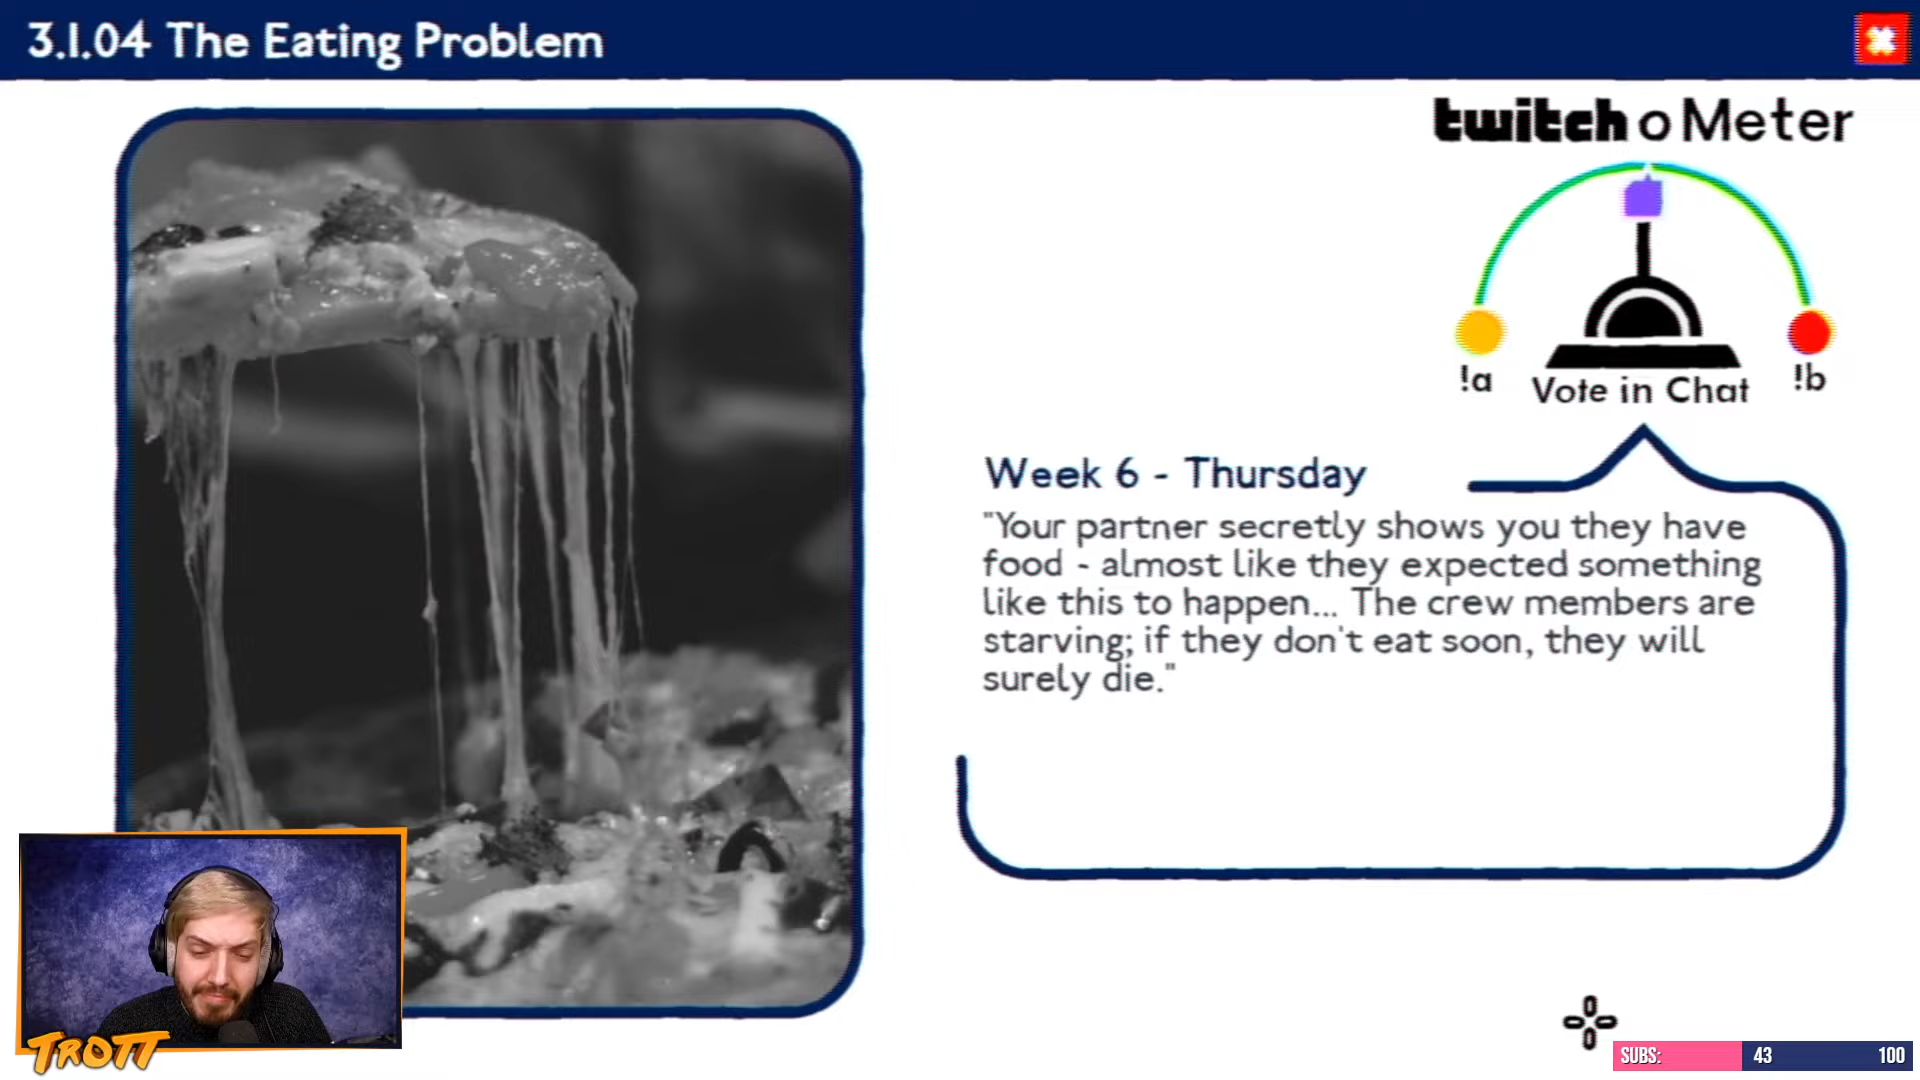 3.1.04 The Eating Problem
twitch o Meter
!a
Vote in Chat
!b
Week 6 - Thursday
"Your partner secretly shows you they have
food - almost like they expected something
like this to happen... The crew members are
starving; if they don't eat soon, they will
surely die."
TROTT
SUBS: 43 100